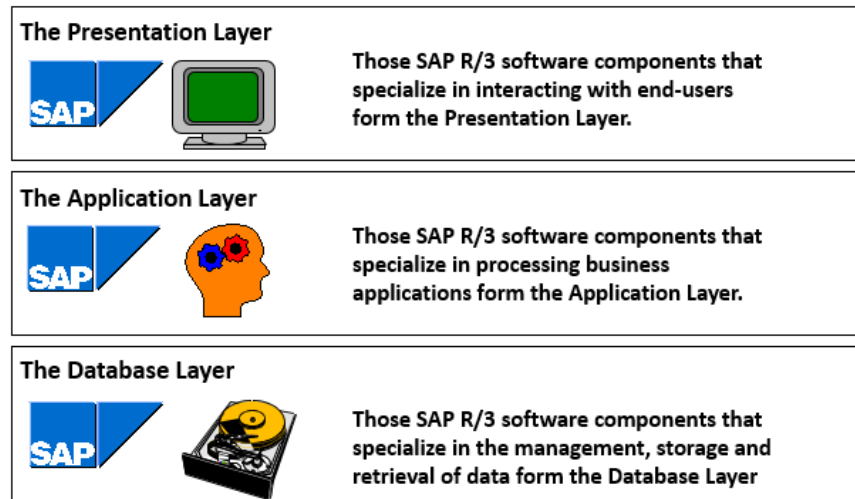 The Presentation Layer
SAP
Those SAP R/3 software components that
specialize in interacting with end-users
form the Presentation Layer.
The Application Layer
SAP
Those SAP R/3 software components that
specialize in processing business
applications form the Application Layer.
The Database Layer
SAP
Those SAP R/3 software components that
specialize in the management, storage and
retrieval of data form the Database Layer